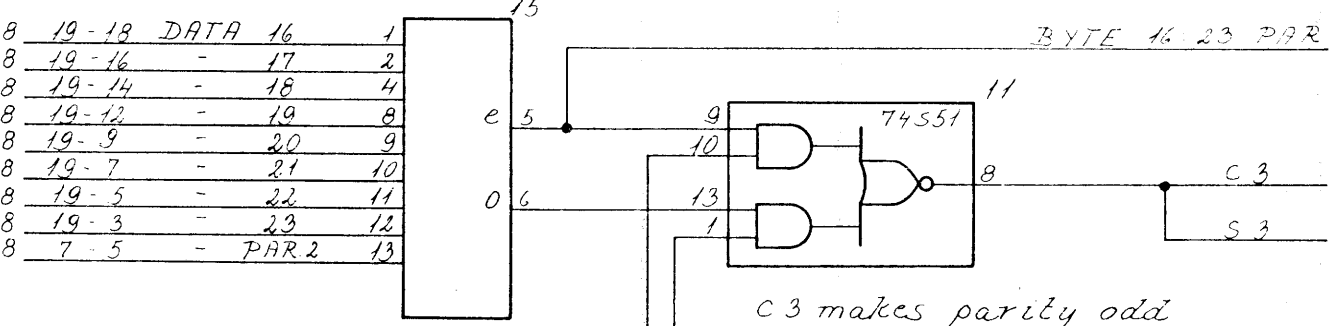 15
8 19-18 DATA 16 1
8 19-16 - 17 2
8 19-14 - 18 4
8 19-12 - 19 8
8 19-9 - 20 9
8 19-7 - 21 10
8 19-5 - 22 11
8 19-3 - 23 12
8 7-5 - PAR.2 13
e 5
O 6
BYTE 16-23 PAR
11
74S51
9
10
13
1
8
C 3
S 3
C 3 makes parity odd